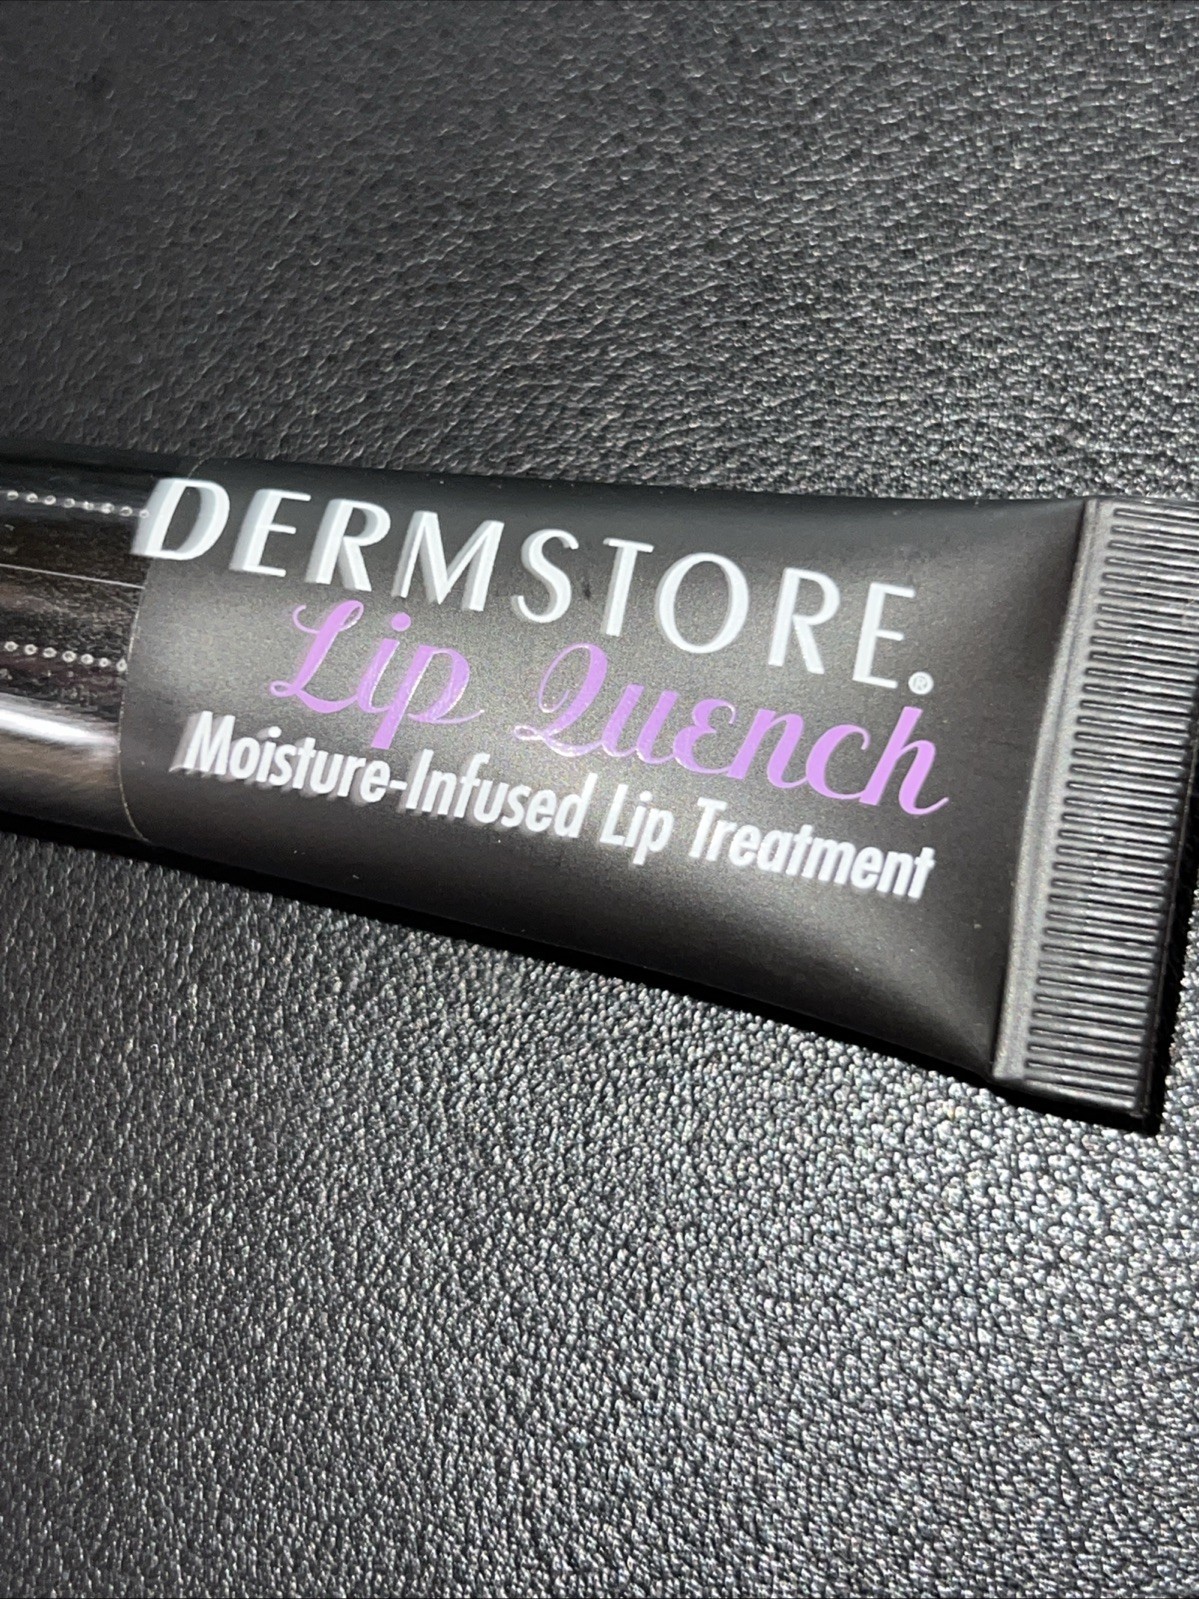 DERMSTORE®
Lip Quench
Moisture-Infused Lip Treatment